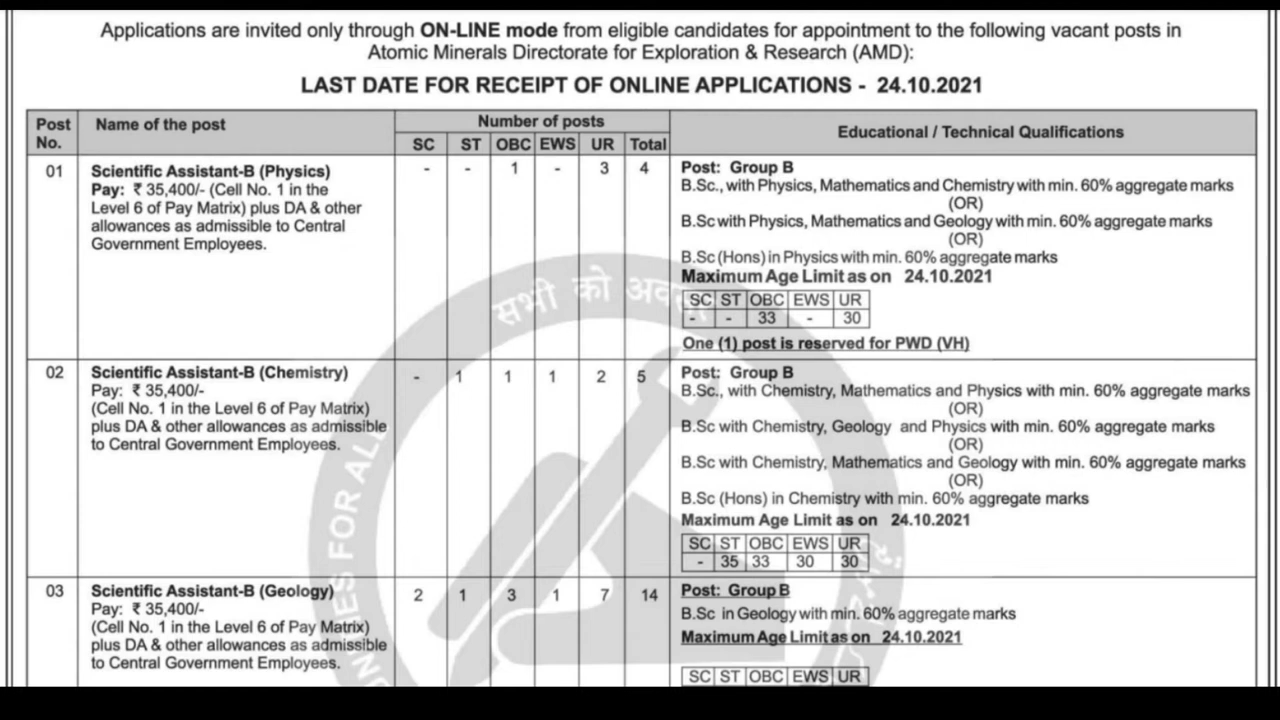 Applications are invited only through ON-LINE mode from eligible candidates for appointment to the following vacant posts in
Atomic Minerals Directorate for Exploration & Research (AMD):
LAST DATE FOR RECEIPT OF ONLINE APPLICATIONS - 24.10.2021
Post No. Name of the post Number of posts Educational / Technical Qualifications
SC ST OBC EWS UR Total
01 Scientific Assistant-B (Physics) - - 1 - 3 4 Post: Group B
Pay: ₹ 35,400/- (Cell No. 1 in the B.Sc., with Physics, Mathematics and Chemistry with min. 60% aggregate marks
Level 6 of Pay Matrix) plus DA & other (OR)
allowances as admissible to Central B.Sc with Physics, Mathematics and Geology with min. 60% aggregate marks
Government Employees. (OR)
B.Sc (Hons) in Physics with min. 60% aggregate marks
Maximum Age Limit as on 24.10.2021
SC ST OBC EWS UR
- - 33 - 30
One (1) post is reserved for PWD (VH)
02 Scientific Assistant-B (Chemistry) - 1 1 1 2 5 Post: Group B
Pay: ₹ 35,400/- B.Sc., with Chemistry, Mathematics and Physics with min. 60% aggregate marks
(Cell No. 1 in the Level 6 of Pay Matrix) (OR)
plus DA & other allowances as admissible B.Sc with Chemistry, Geology and Physics with min. 60% aggregate marks
to Central Government Employees. (OR)
B.Sc with Chemistry, Mathematics and Geology with min. 60% aggregate marks
(OR)
B.Sc (Hons) in Chemistry with min. 60% aggregate marks
Maximum Age Limit as on 24.10.2021
SC ST OBC EWS UR
- 35 33 30 30
03 Scientific Assistant-B (Geology) 2 1 3 1 7 14 Post: Group B
Pay: ₹ 35,400/- B.Sc in Geology with min. 60% aggregate marks
(Cell No. 1 in the Level 6 of Pay Matrix) Maximum Age Limit as on 24.10.2021
plus DA & other allowances as admissible
to Central Government Employees.
SC ST OBC EWS UR
सभी को
FOR ALL